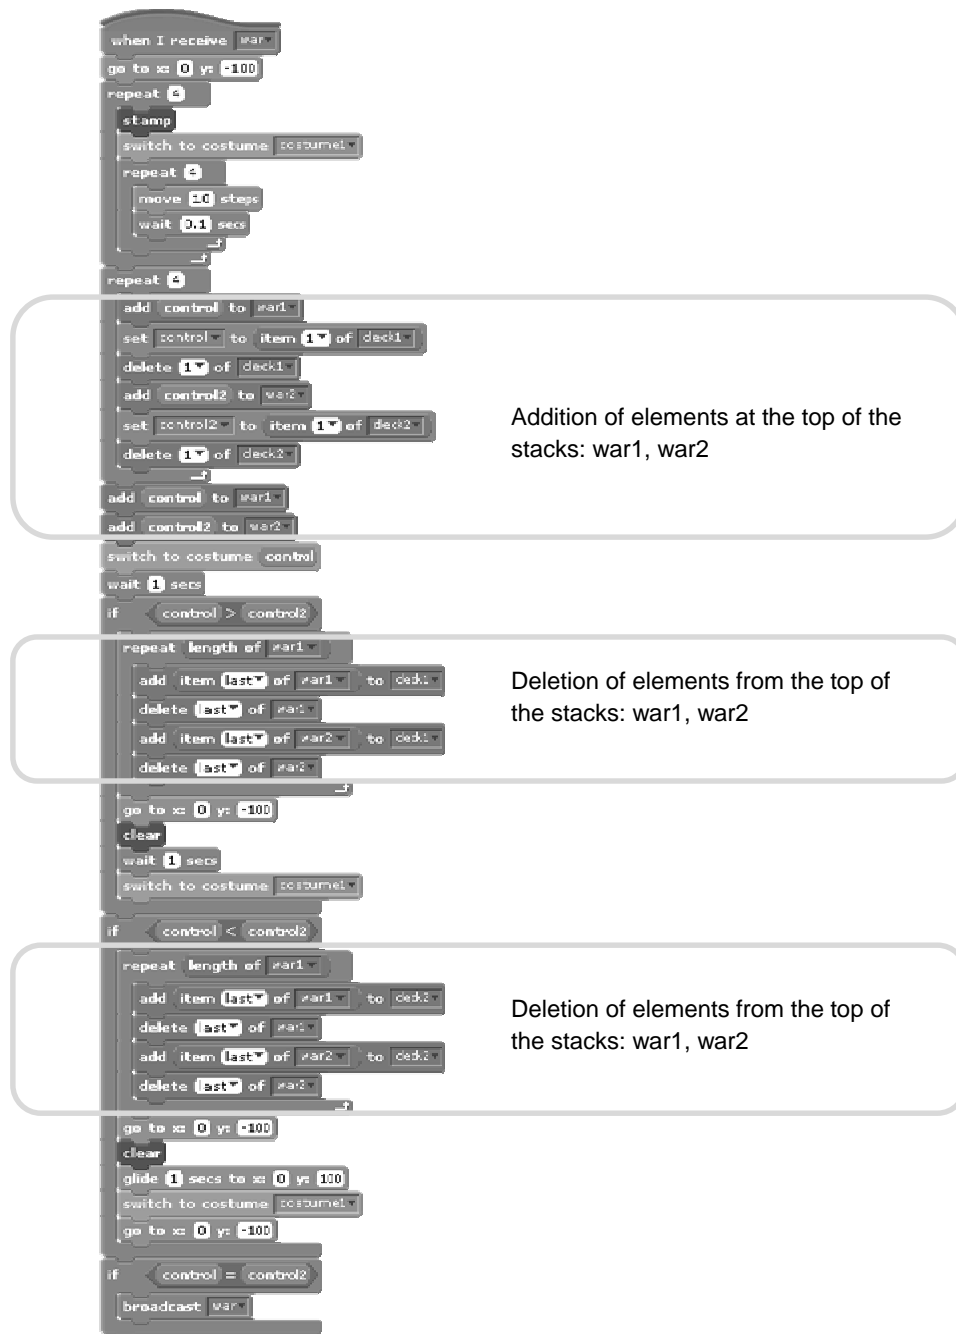 when I receive war
go to x: 0 y: -100
repeat 4
stamp
switch to costume costume1
repeat 4
move 10 steps
wait 0.1 secs
repeat 4
add control to war1
set control to item 1 of deck1
delete 1 of deck1
add control2 to war2
set control2 to item 1 of deck2
delete 1 of deck2
Addition of elements at the top of the
stacks: war1, war2
add control to war1
add control2 to war2
switch to costume control
wait 1 secs
if control > control2
repeat length of war1
add item last of war1 to deck1
delete last of war1
add item last of war2 to deck1
delete last of war2
Deletion of elements from the top of
the stacks: war1, war2
go to x: 0 y: -100
clear
wait 1 secs
switch to costume costume1
if control < control2
repeat length of war1
add item last of war1 to deck2
delete last of war1
add item last of war2 to deck2
delete last of war2
Deletion of elements from the top of
the stacks: war1, war2
go to x: 0 y: -100
clear
glide 1 secs to x: 0 y: 100
switch to costume costume1
go to x: 0 y: -100
if control = control2
broadcast war